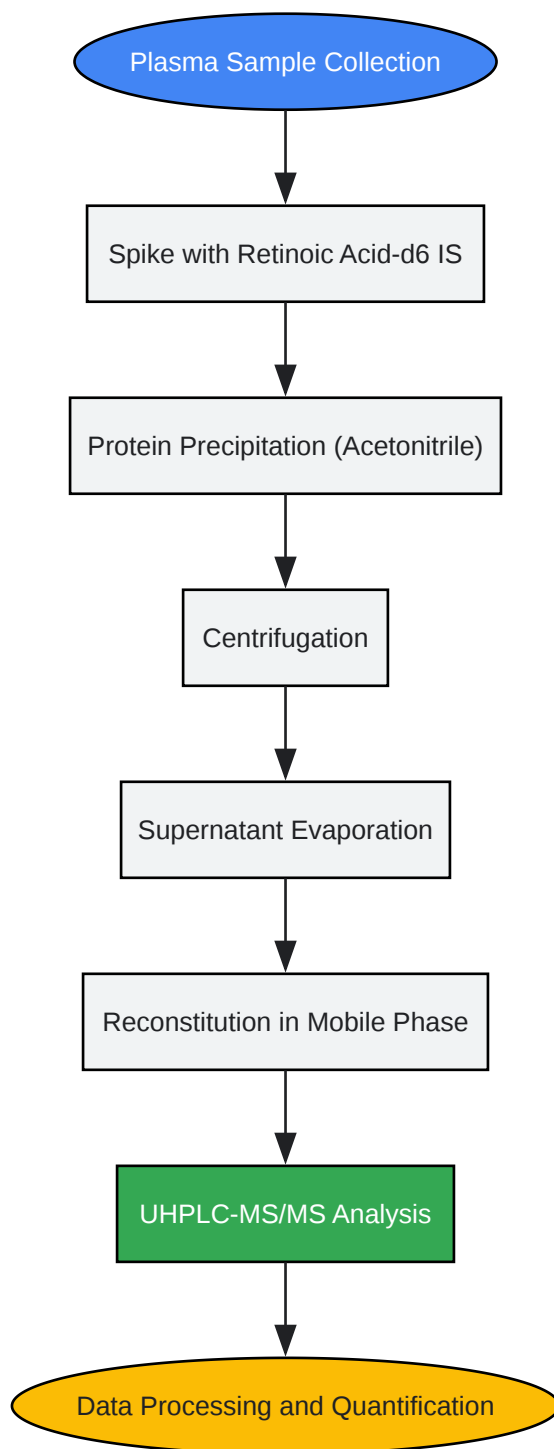 Plasma Sample Collection
Spike with Retinoic Acid-d6 IS
Protein Precipitation (Acetonitrile)
Centrifugation
Supernatant Evaporation
Reconstitution in Mobile Phase
UHPLC-MS/MS Analysis
Data Processing and Quantification